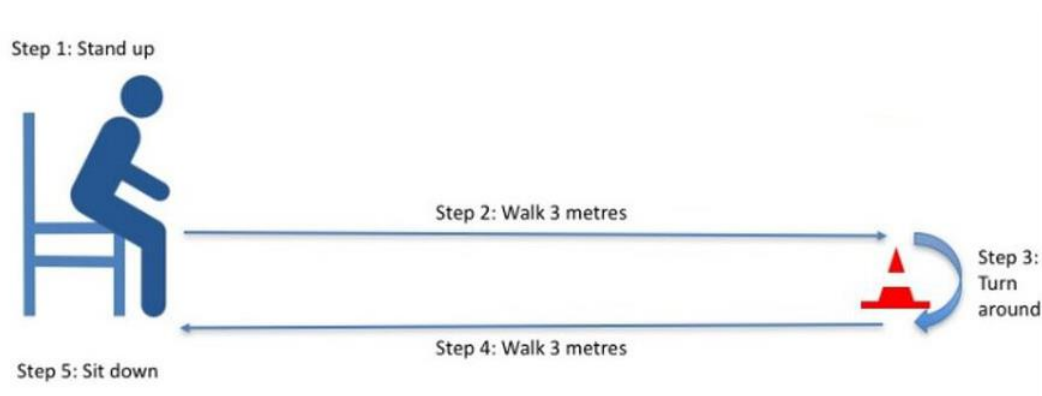 Step 1: Stand up
Step 2: Walk 3 metres
Step 3:
Turn
around
Step 4: Walk 3 metres
Step 5: Sit down